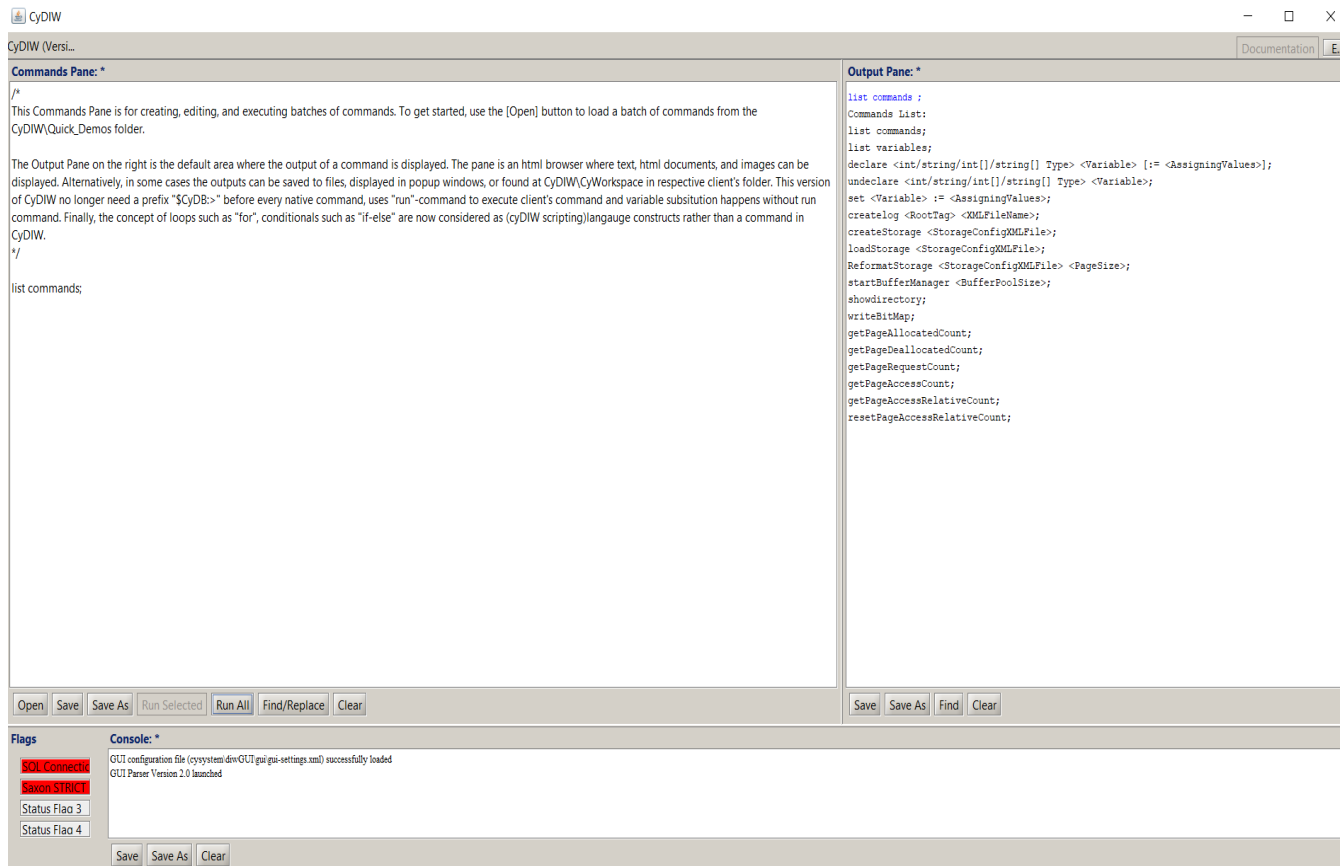 CyDIW
CyDIW (Versi...
Documentation
E.
Commands Pane: *
/*
This Commands Pane is for creating, editing, and executing batches of commands. To get started, use the [Open] button to load a batch of commands from the
CyDIW\Quick_Demos folder.
The Output Pane on the right is the default area where the output of a command is displayed. The pane is an html browser where text, html documents, and images can be
displayed. Alternatively, in some cases the outputs can be saved to files, displayed in popup windows, or found at CyDIW\CyWorkspace in respective client's folder. This version
of CyDIW no longer need a prefix "$CyDB:>" before every native command, uses "run"-command to execute client's command and variable subsitution happens without run
command. Finally, the concept of loops such as "for", conditionals such as "if-else" are now considered as (cyDIW scripting)langauge constructs rather than a command in
CyDIW.
*/
list commands;
Open Save Save As Run Selected Run All Find/Replace Clear
Output Pane: *
list commands ;
Commands List:
list commands;
list variables;
declare <int/string/int[]/string[] Type> <Variable> [:= <AssigningValues>];
undeclare <int/string/int[]/string[] Type> <Variable>;
set <Variable> := <AssigningValues>;
createlog <RootTag> <XMLFileName>;
createStorage <StorageConfigXMLFile>;
loadStorage <StorageConfigXMLFile>;
ReformatStorage <StorageConfigXMLFile> <PageSize>;
startBufferManager <BufferPoolSize>;
showdirectory;
writeBitMap;
getPageAllocatedCount;
getPageDeallocatedCount;
getPageRequestCount;
getPageAccessCount;
getPageAccessRelativeCount;
resetPageAccessRelativeCount;
Save Save As Find Clear
Flags
SQL Connectic
Saxon STRICT
Status Flag 3
Status Flag 4
Console: *
GUI configuration file (cysystem\diwGUI\gui\gui-settings.xml) successfully loaded
GUI Parser Version 2.0 launched
Save Save As Clear